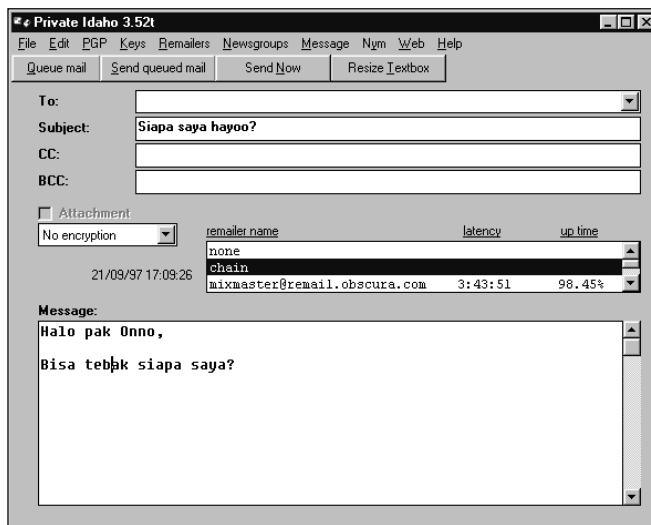 Private Idaho 3.52t
File Edit PGP Keys Remailers Newsgroups Message Nym Web Help
Queue mail Send queued mail Send Now Resize Textbox
To:
Subject: Siapa saya hayoo?
CC:
BCC:
Attachment
No encryption
remailer name latency up time
none
chain
21/09/97 17:09:26
mixmaster@remail.obscura.com 3:43:51 98.45%
Message:
Halo pak Onno,
Bisa tebak siapa saya?